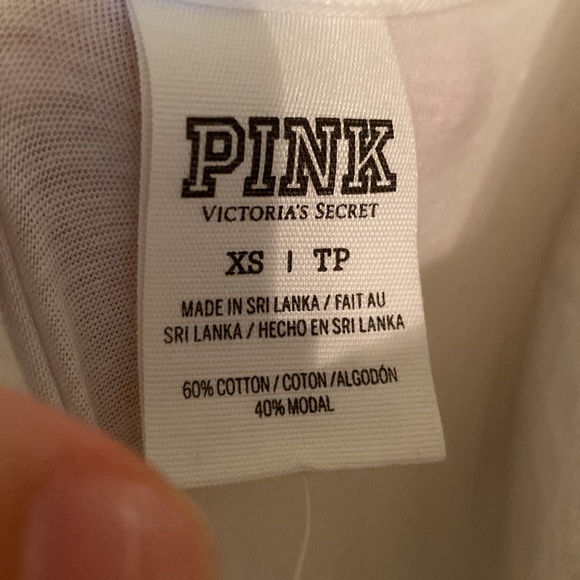 PINK
VICTORIA'S SECRET
XS | TP
MADE IN SRI LANKA / FAIT AU
SRI LANKA / HECHO EN SRI LANKA
60% COTTON / COTON /ALGODÓN
40% MODAL